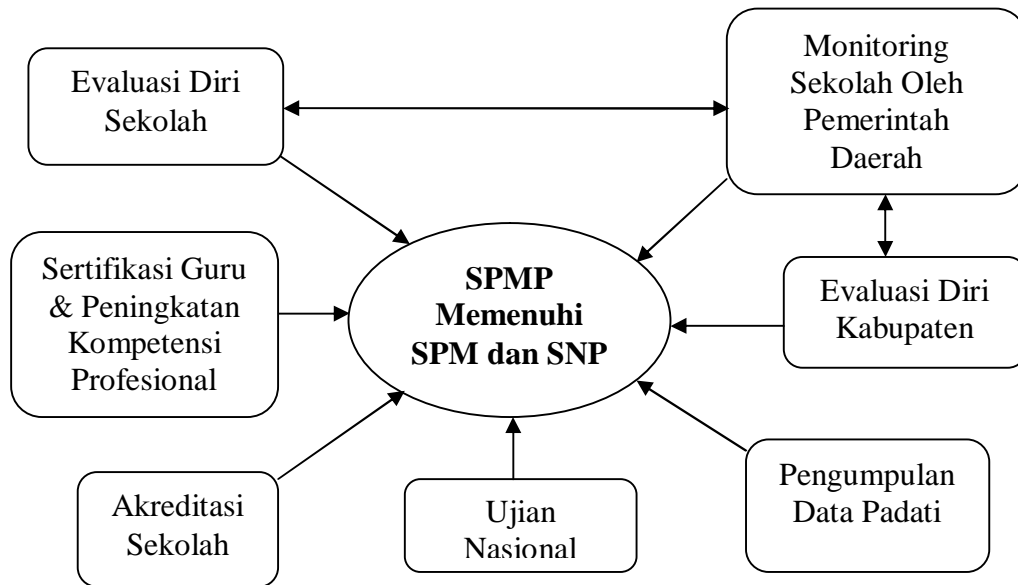 Evaluasi Diri
Sekolah
Monitoring
Sekolah Oleh
Pemerintah
Daerah
Sertifikasi Guru
& Peningkatan
Kompetensi
Profesional
SPMP
Memenuhi
SPM dan SNP
Evaluasi Diri
Kabupaten
Akreditasi
Sekolah
Ujian
Nasional
Pengumpulan
Data Padati